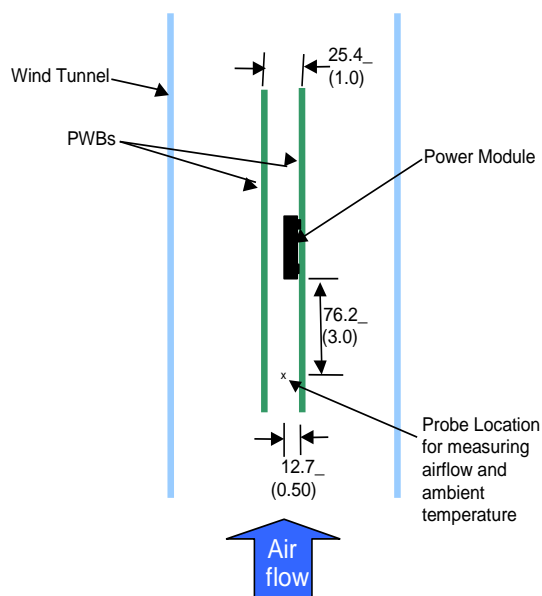 25.4_
(1.0)
Wind Tunnel
PWBs
Power Module
76.2_
(3.0)
x
Probe Location
for measuring
airflow and
ambient
temperature
12.7_
(0.50)
Air
flow